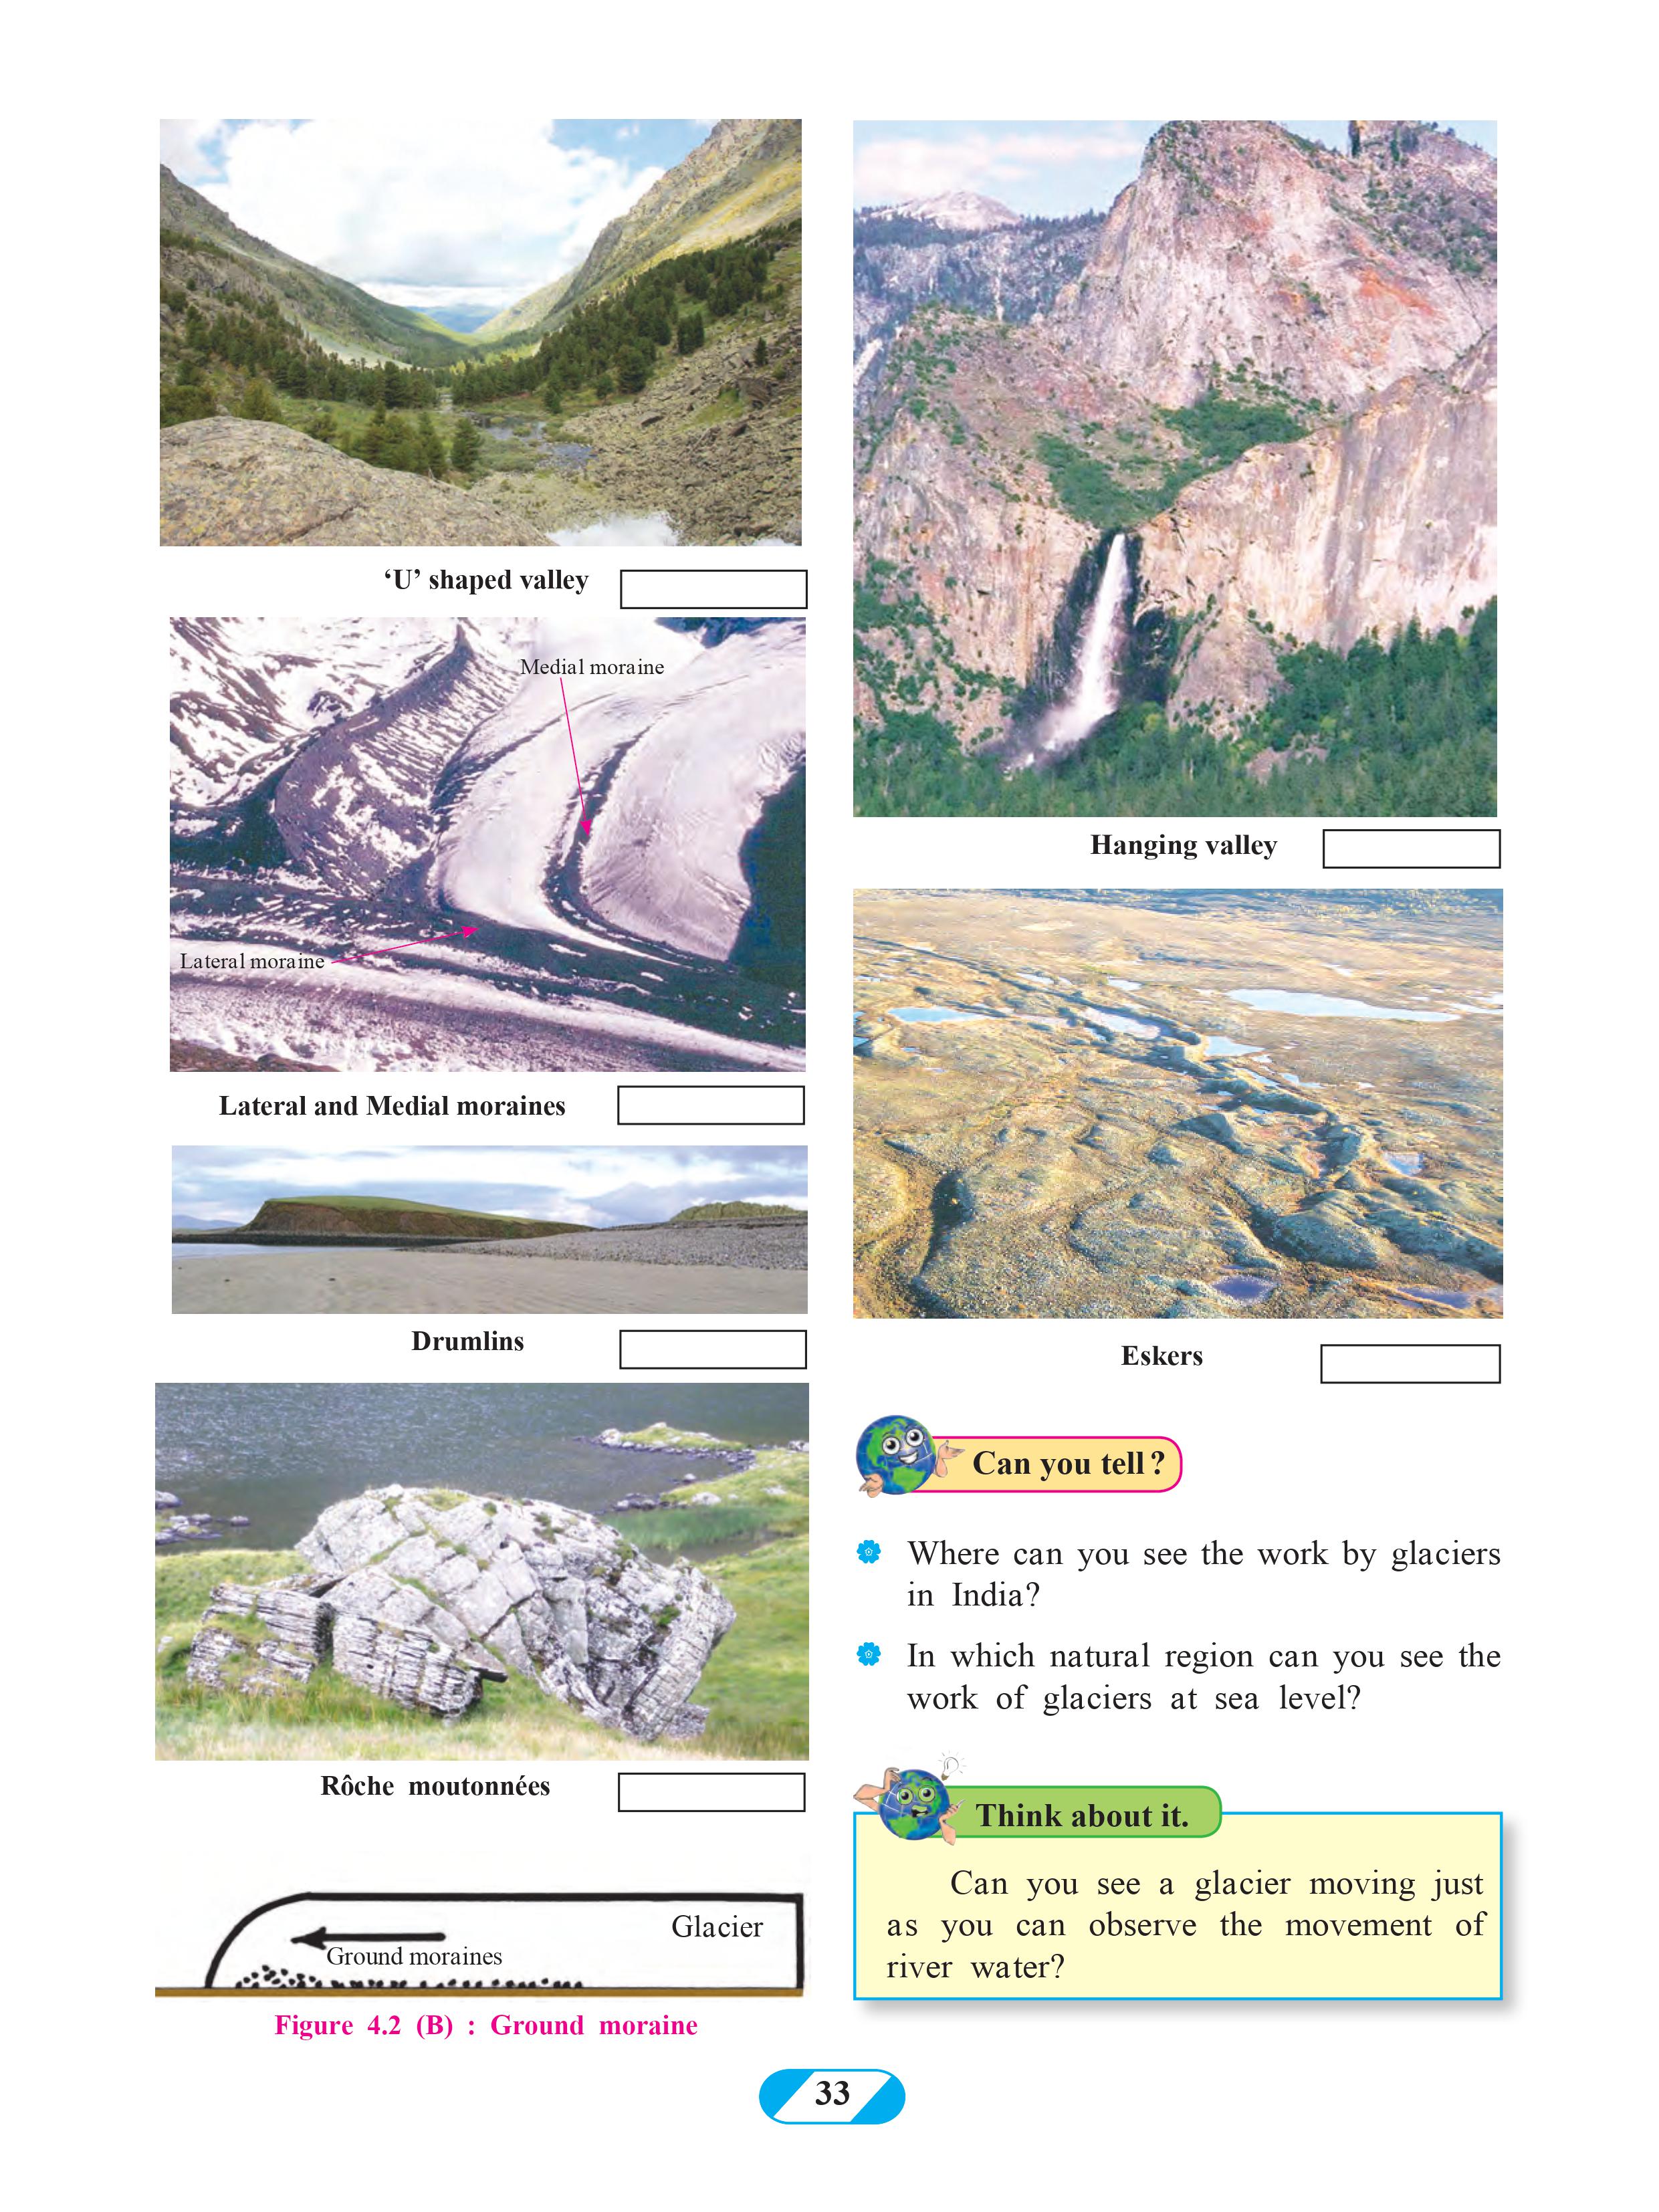 ‘U’ shaped valley
Medial moraine
Lateral moraine
Lateral and Medial moraines
Drumlins
Rôche moutonnées
Glacier
Ground moraines
Figure 4.2 (B) : Ground moraine
Hanging valley
Eskers
Can you tell ?
Where can you see the work by glaciers
in India?
In which natural region can you see the
work of glaciers at sea level?
Think about it.
Can you see a glacier moving just
as you can observe the movement of
river water?
33